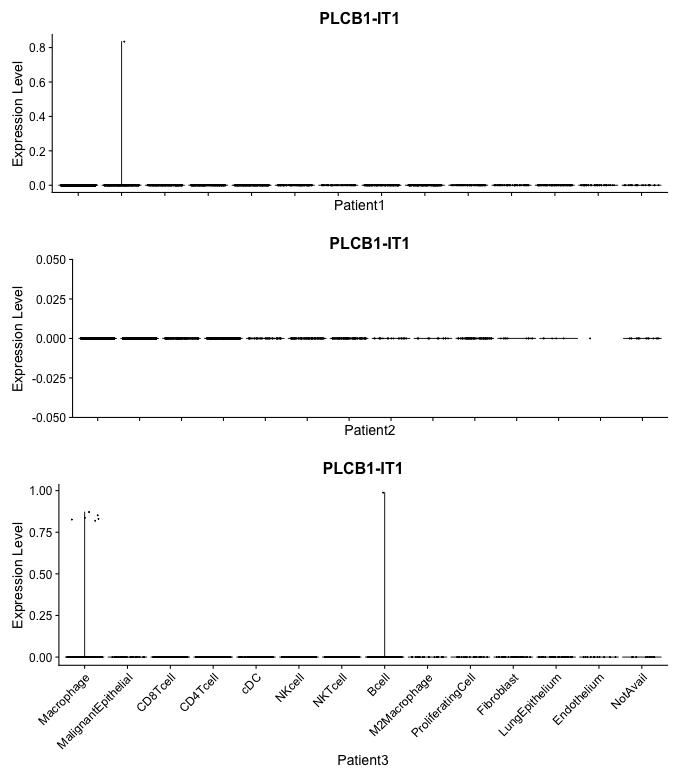 PLCB1-IT1
Expression Level
0.8
0.6
0.4
0.2
0.0
Patient1
PLCB1-IT1
Expression Level
0.050
0.025
0.000
-0.025
-0.050
Patient2
PLCB1-IT1
Expression Level
1.00
0.75
0.50
0.25
0.00
Macrophage
MalignantEpithelial
CD8Tcell
CD4Tcell
cDC
NKcell
NKTcell
Bcell
M2Macrophage
ProliferatingCell
Fibroblast
LungEpithelium
Endothelium
NotAvail
Patient3